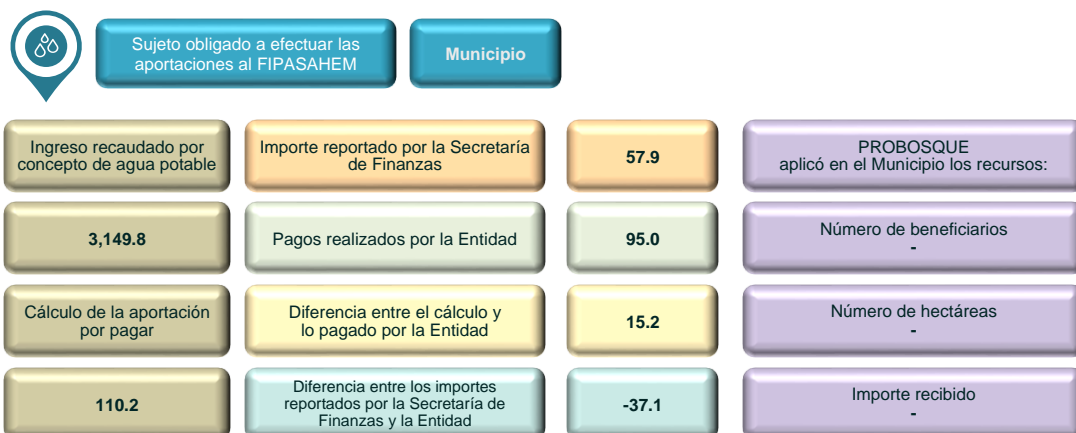 Sujeto obligado a efectuar las
aportaciones al FIPASAHEM
Municipio
Ingreso recaudado por
concepto de agua potable
Importe reportado por la Secretaría
de Finanzas
57.9
PROBOSQUE
aplicó en el Municipio los recursos:
3,149.8
Pagos realizados por la Entidad
95.0
Número de beneficiarios
-
Cálculo de la aportación
por pagar
Diferencia entre el cálculo y
lo pagado por la Entidad
15.2
Número de hectáreas
-
110.2
Diferencia entre los importes
reportados por la Secretaría de
Finanzas y la Entidad
-37.1
Importe recibido
-